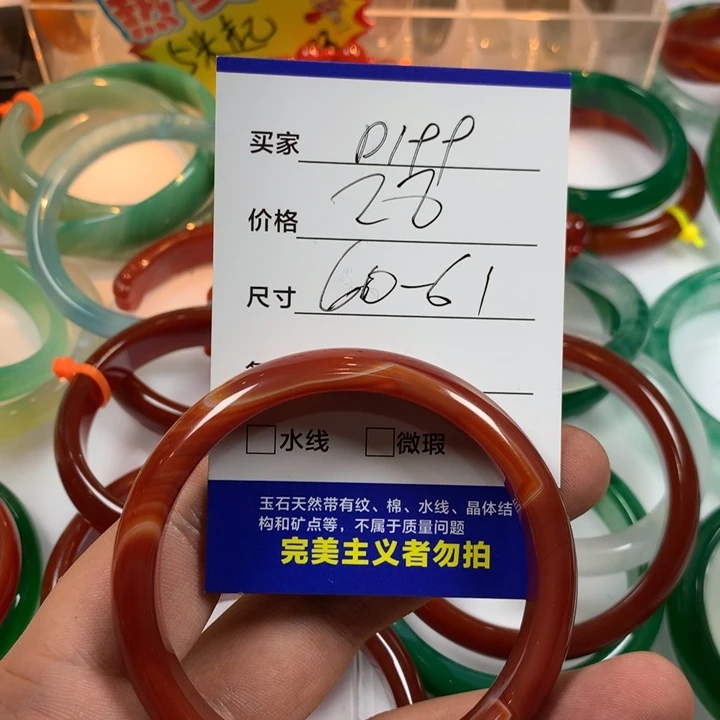 买家 D199
价格 28
尺寸 60-61
水线 微瑕
玉石天然带有纹、棉、水线、晶体结
构和矿点等，不属于质量问题
完美主义者勿拍